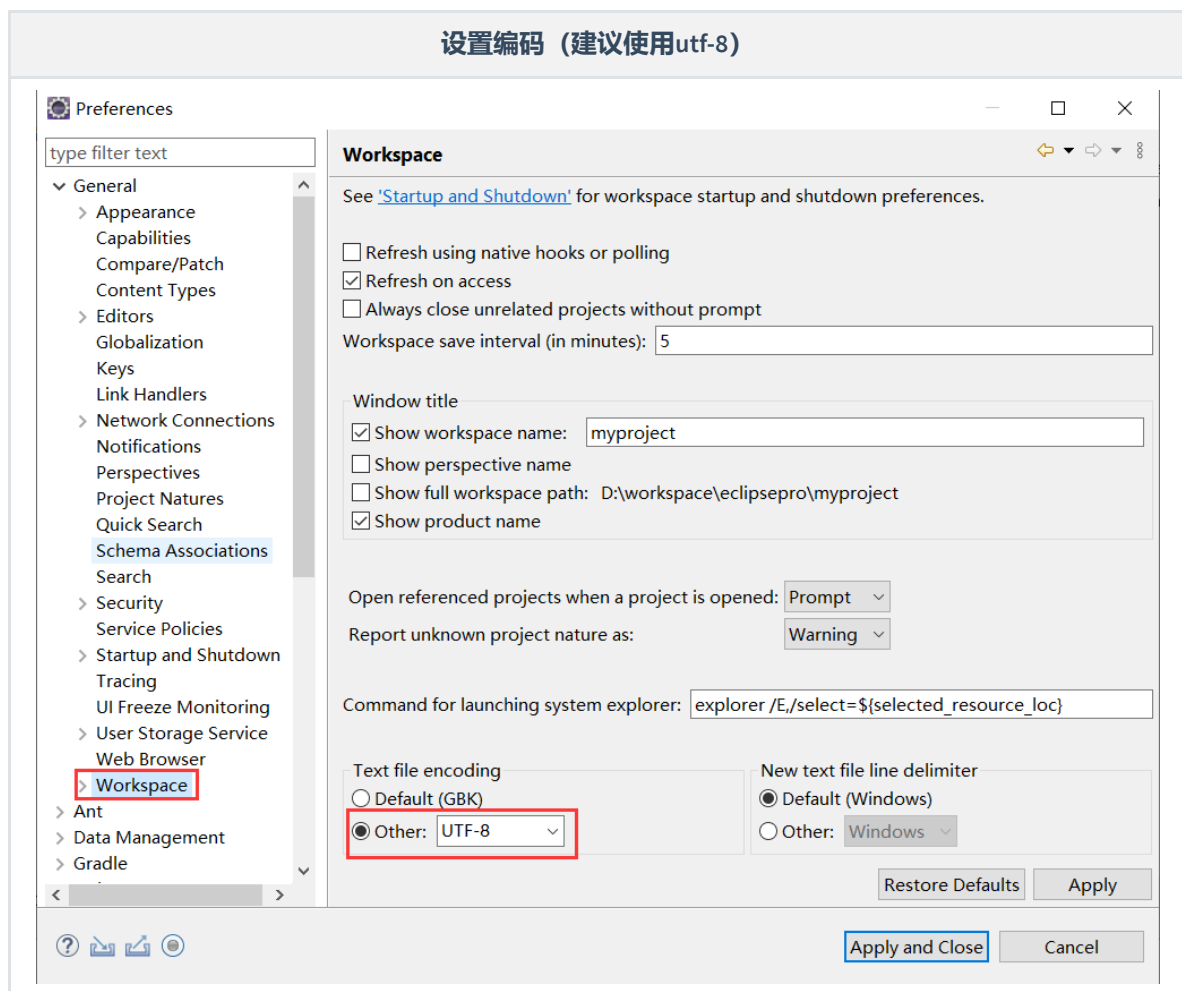 设置编码（建议使用utf-8）
Preferences
type filter text
General
Appearance
Capabilities
Compare/Patch
Content Types
Editors
Globalization
Keys
Link Handlers
Network Connections
Notifications
Perspectives
Project Natures
Quick Search
Schema Associations
Search
Security
Service Policies
Startup and Shutdown
Tracing
UI Freeze Monitoring
User Storage Service
Web Browser
Workspace
Ant
Data Management
Gradle
Workspace
See 'Startup and Shutdown' for workspace startup and shutdown preferences.
Refresh using native hooks or polling
Refresh on access
Always close unrelated projects without prompt
Workspace save interval (in minutes): 5
Window title
Show workspace name: myproject
Show perspective name
Show full workspace path: D:\workspace\eclipsepro\myproject
Show product name
Open referenced projects when a project is opened: Prompt
Report unknown project nature as: Warning
Command for launching system explorer: explorer /E,/select=${selected_resource_loc}
Text file encoding
Default (GBK)
Other: UTF-8
New text file line delimiter
Default (Windows)
Other: Windows
Restore Defaults Apply
Apply and Close Cancel